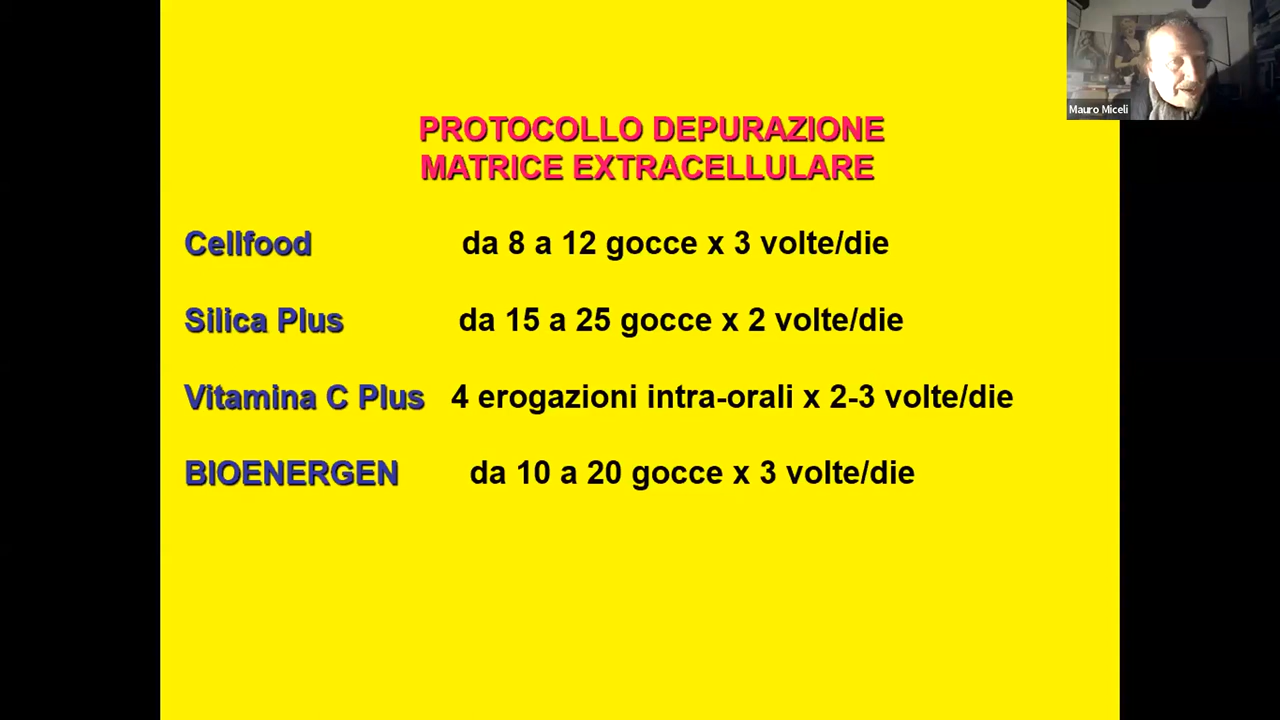 Mauro Miceli
PROTOCOLLO DEPURAZIONE
MATRICE EXTRACELLULARE
Cellfood da 8 a 12 gocce x 3 volte/die
Silica Plus da 15 a 25 gocce x 2 volte/die
Vitamina C Plus 4 erogazioni intra-orali x 2-3 volte/die
BIOENERGEN da 10 a 20 gocce x 3 volte/die